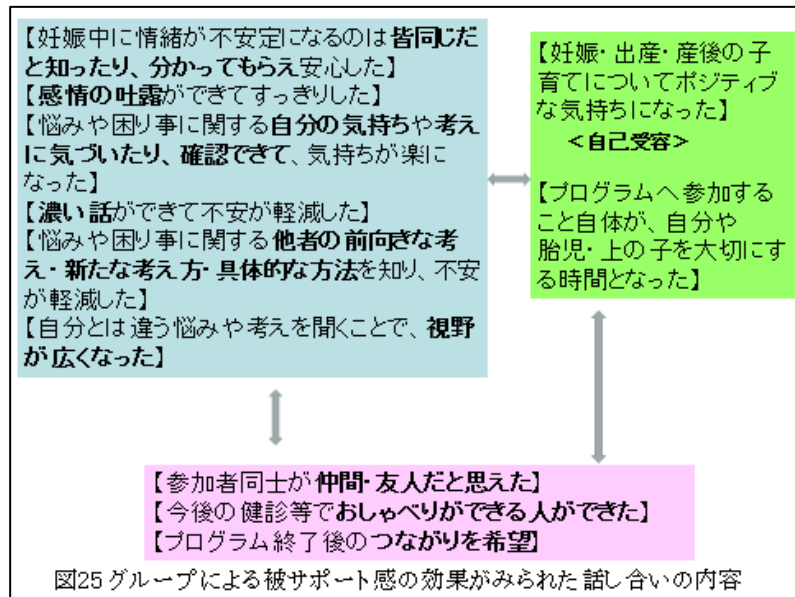 【妊娠中に情緒が不安定になるのは皆同じだ
と知ったり、分かってもらえ安心した】
【感情の吐露ができてすっきりした】
【悩みや困り事に関する自分の気持ちや考え
に気づいたり、確認できて、気持ちが楽に
なった】
【濃い話ができて不安が軽減した】
【悩みや困り事に関する他者の前向きな考
え・新たな考え方・具体的な方法を知り、不安
が軽減した】
【自分とは違う悩みや考えを聞くことで、視野
が広くなった】
【妊娠・出産・産後の子
育てについてポジティブ
な気持ちになった】
＜自己受容＞
【プログラムへ参加する
こと自体が、自分や
胎児・上の子を大切にす
る時間となった】
【参加者同士が仲間・友人だと思えた】
【今後の健診等でおしゃべりができる人ができた】
【プログラム終了後のつながりを希望】
図25 グループによる被サポート感の効果がみられた話し合いの内容